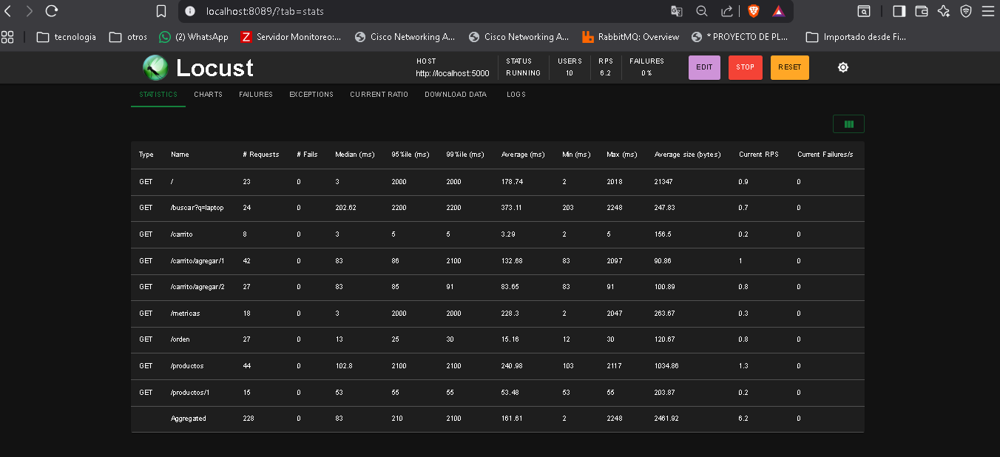 localhost:8089/?tab=stats
tecnologia otros (2) WhatsApp Servidor Monitoreo:... Cisco Networking A... Cisco Networking A... RabbitMQ: Overview * PROYECTO DE PL... Importado desde Fi...
Locust
HOST STATUS USERS RPS FAILURES
http://localhost:5000 RUNNING 10 6.2 0%
EDIT STOP RESET
STATISTICS CHARTS FAILURES EXCEPTIONS CURRENT RATIO DOWNLOAD DATA LOGS
Type Name # Requests # Fails Median (ms) 95%ile (ms) 99%ile (ms) Average (ms) Min (ms) Max (ms) Average size (bytes) Current RPS Current Failures/s
GET / 23 0 3 2000 2000 178.74 2 2018 21347 0.9 0
GET /buscar?q=laptop 24 0 202.62 2200 2200 373.11 203 2248 247.83 0.7 0
GET /carrito 8 0 3 5 5 3.29 2 5 156.5 0.2 0
GET /carrito/agregar/1 42 0 83 86 2100 132.68 83 2097 90.86 1 0
GET /carrito/agregar/2 27 0 83 85 91 83.65 83 91 100.89 0.8 0
GET /metricas 18 0 3 2000 2000 228.3 2 2047 263.67 0.3 0
GET /orden 27 0 13 25 30 15.16 12 30 120.67 0.8 0
GET /productos 44 0 102.8 2100 2100 240.98 103 2117 1034.86 1.3 0
GET /productos/1 15 0 53 55 55 53.48 53 55 203.87 0.2 0
Aggregated 228 0 83 210 2100 161.61 2 2248 2461.92 6.2 0